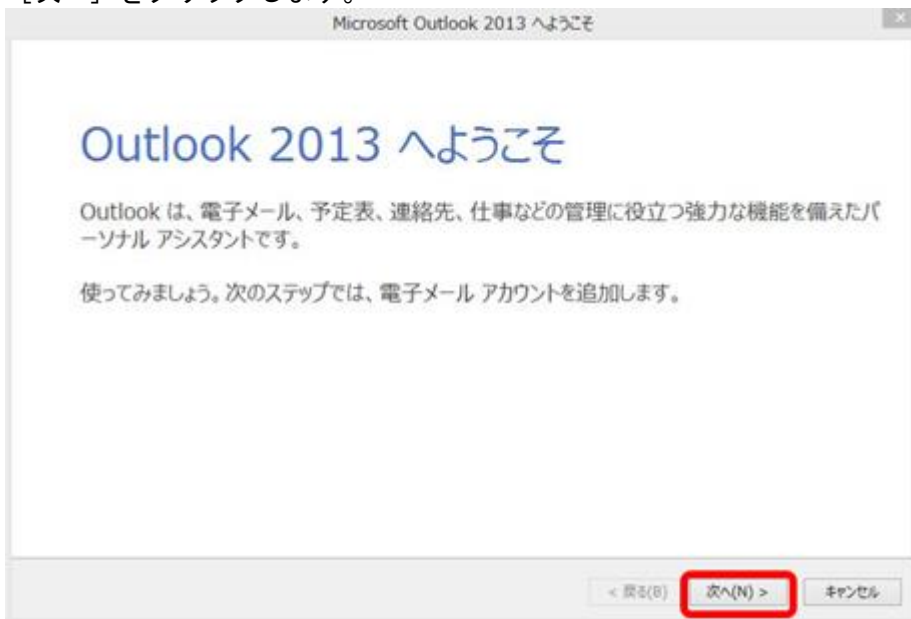 [次へ] をクリックします。
Microsoft Outlook 2013 へようこそ
Outlook 2013 へようこそ
Outlook は、電子メール、予定表、連絡先、仕事などの管理に役立つ強力な機能を備えたパ
ーソナル アシスタントです。
使ってみましょう。次のステップでは、電子メール アカウントを追加します。
< 戻る(B) 次へ(N) > キャンセル